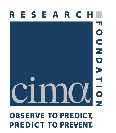 RESEARCH
FOUNDATION
cima
OBSERVE TO PREDICT,
PREDICT TO PREVENT.